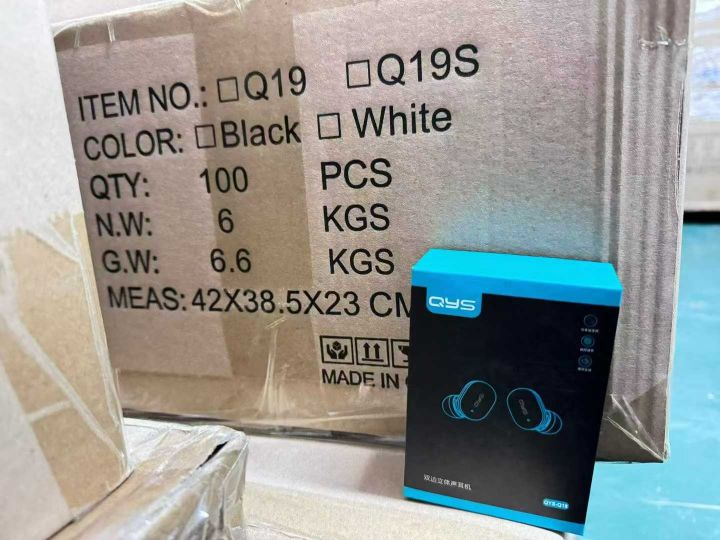 ITEM NO.: □Q19 □Q19S
COLOR: □Black □ White
QTY: 100 PCS
N.W: 6 KGS
G.W: 6.6 KGS
MEAS: 42X38.5X23 CM
MADE IN
QYS
QYS
QYS
双边立体声耳机